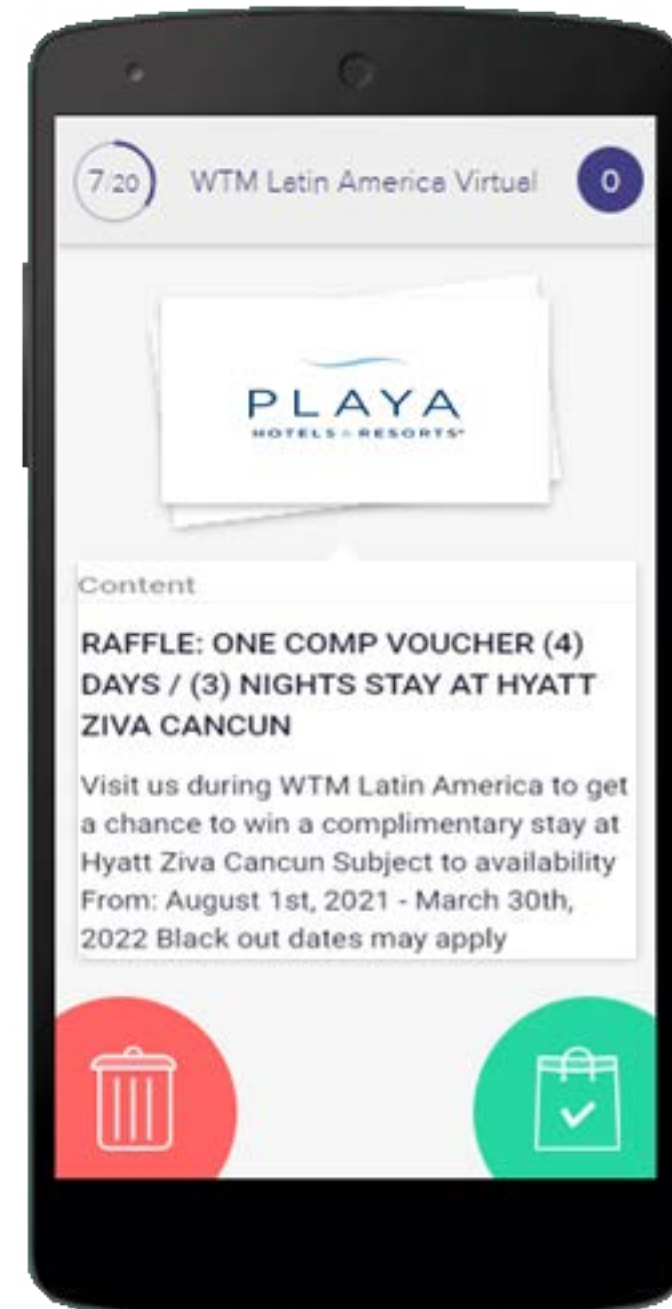 7/20 WTM Latin America Virtual 0
PLAYA
HOTELS & RESORTS®
Content
RAFFLE: ONE COMP VOUCHER (4)
DAYS / (3) NIGHTS STAY AT HYATT
ZIVA CANCUN
Visit us during WTM Latin America to get
a chance to win a complimentary stay at
Hyatt Ziva Cancun Subject to availability
From: August 1st, 2021 - March 30th,
2022 Black out dates may apply